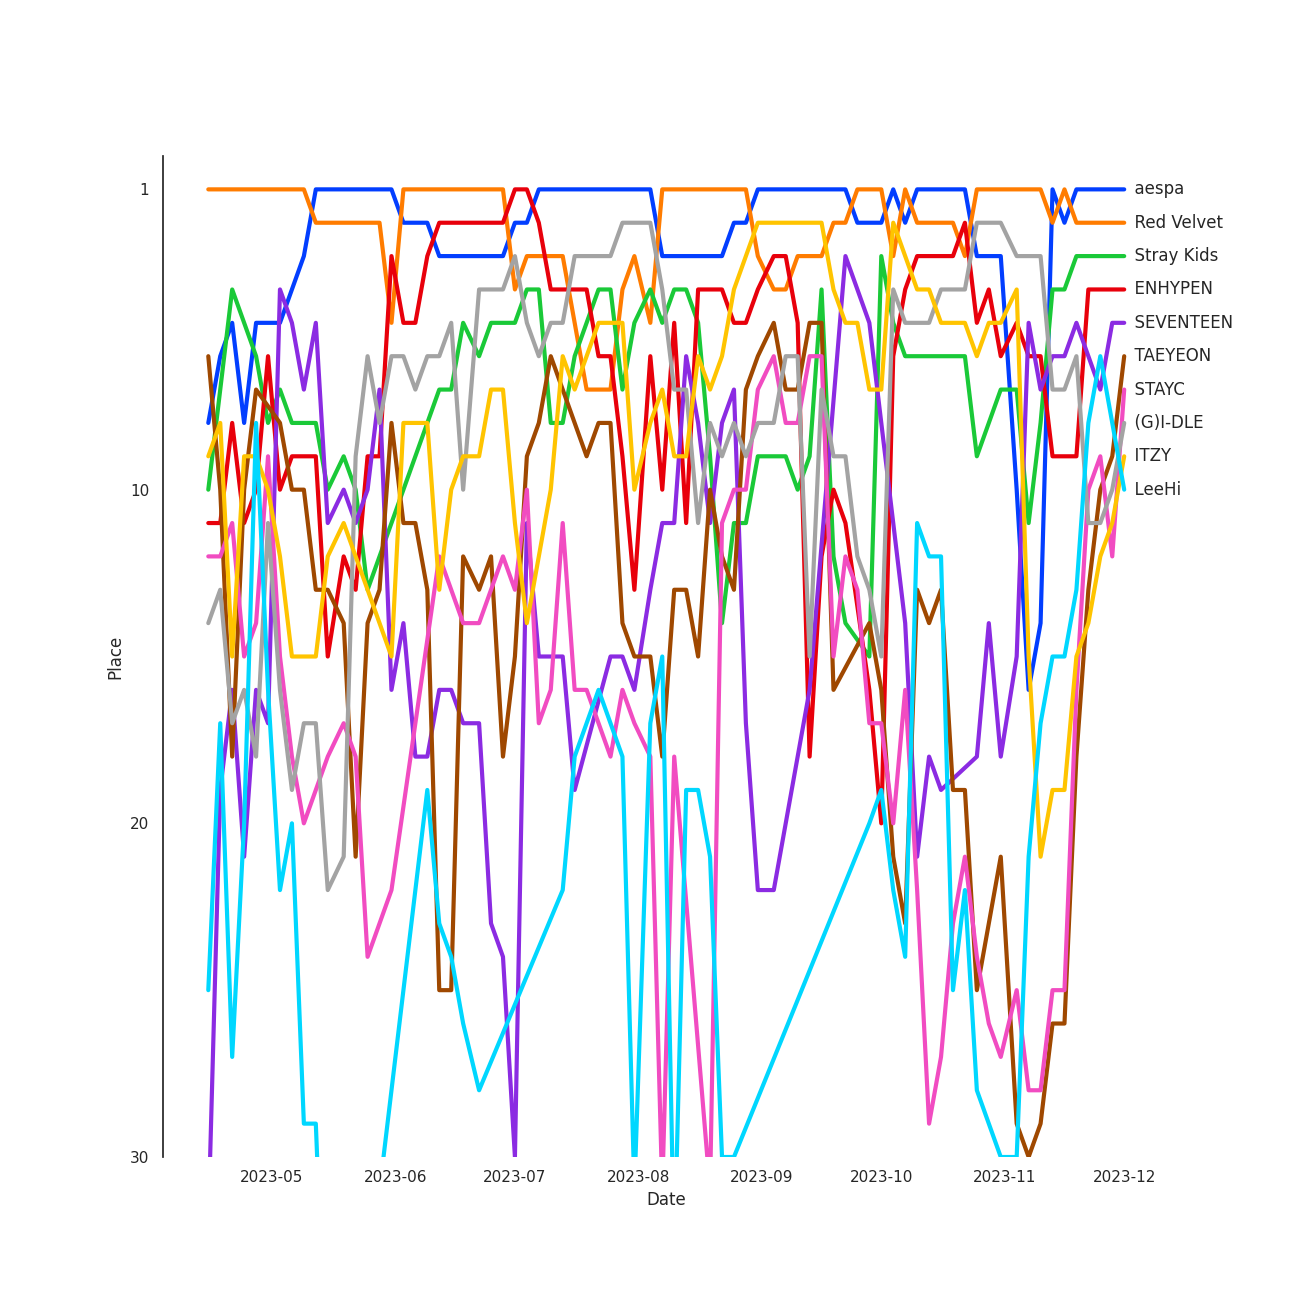 1
10
20
30
Place
2023-05 2023-06 2023-07 2023-08 2023-09 2023-10 2023-11 2023-12
Date
aespa
Red Velvet
Stray Kids
ENHYPEN
SEVENTEEN
TAEYEON
STAYC
(G)I-DLE
ITZY
LeeHi